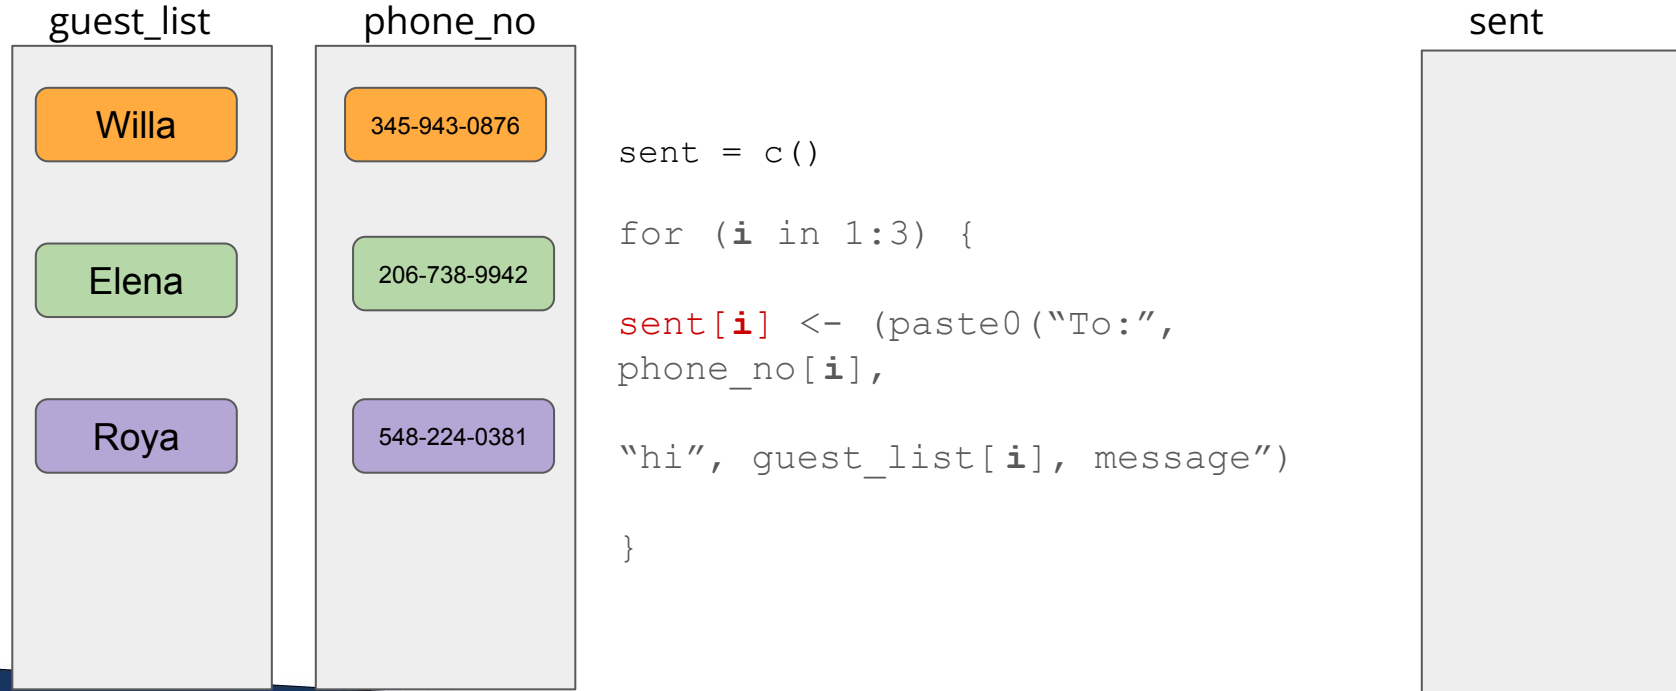 guest_list
phone_no
sent
Willa
345-943-0876
Elena
206-738-9942
Roya
548-224-0381
sent = c()
for (i in 1:3) {
sent[i] <- (paste0(“To:”,
phone_no[i],
“hi”, guest_list[i], message”)
}